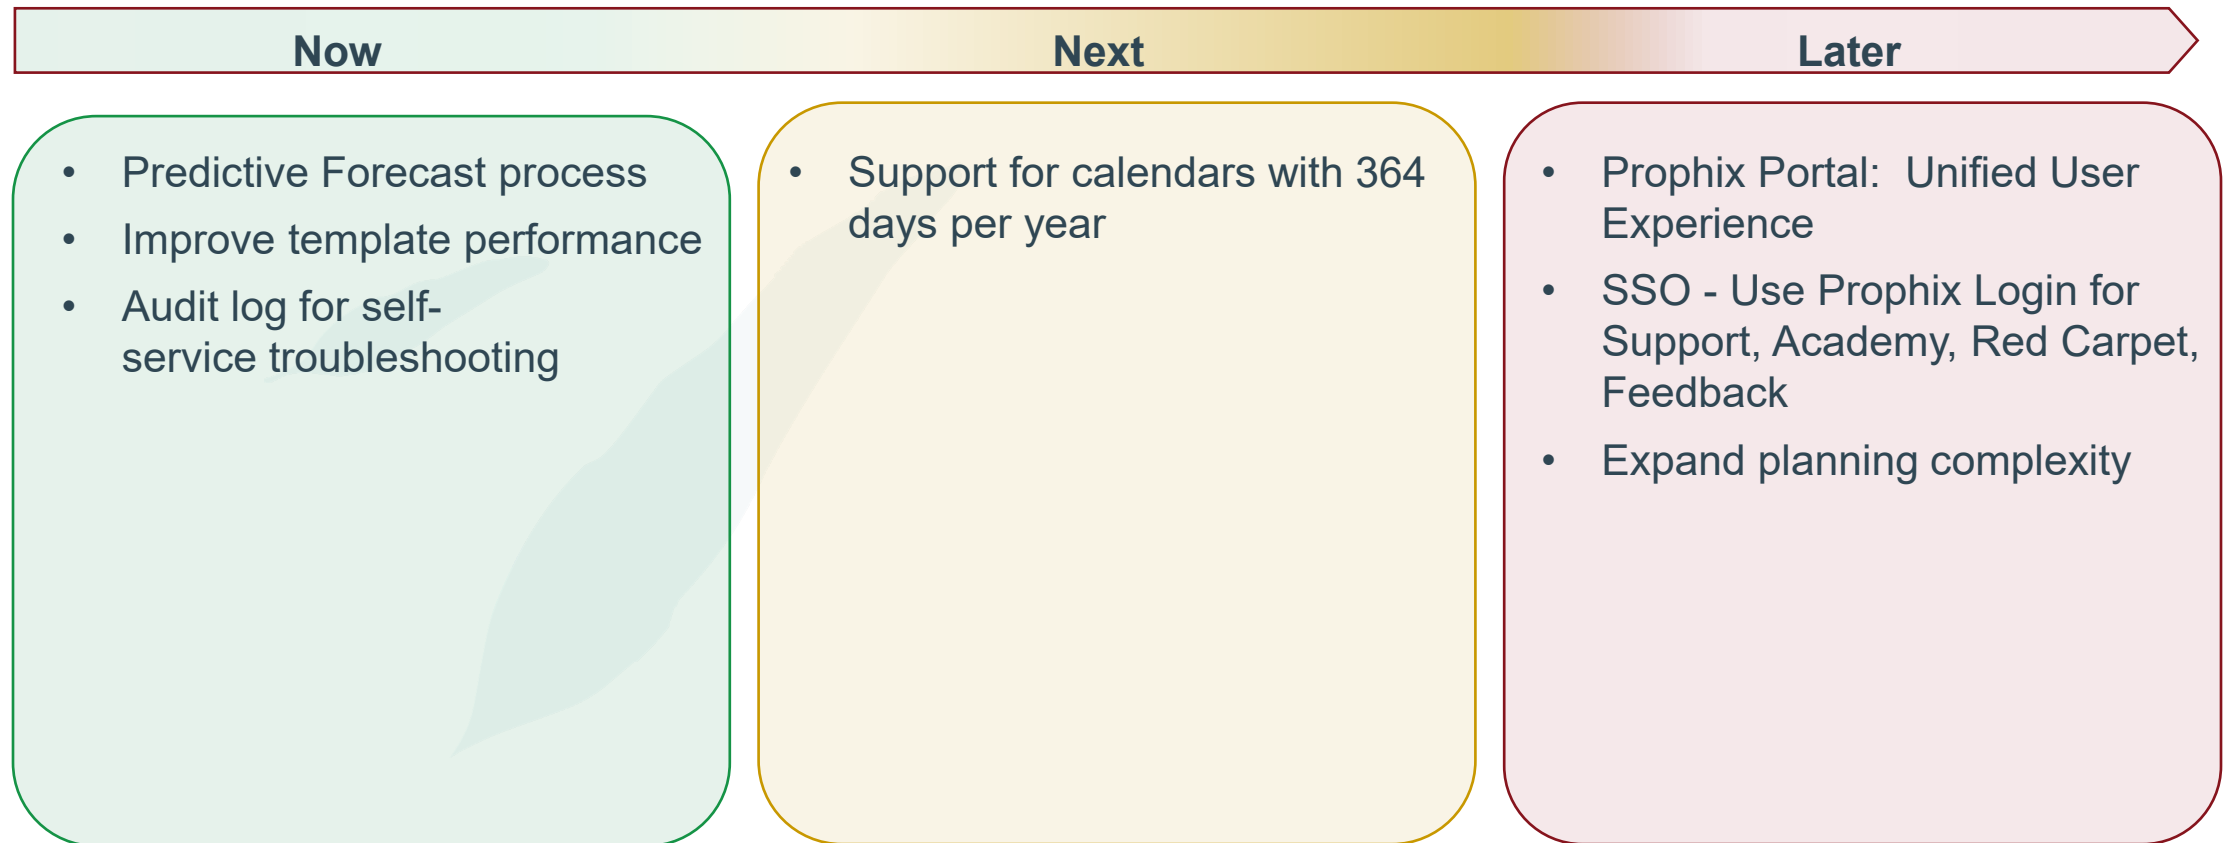 Now
Next
Later
• Predictive Forecast process
• Improve template performance
• Audit log for self-
service troubleshooting
• Support for calendars with 364
days per year
• Prophix Portal:  Unified User
Experience
• SSO - Use Prophix Login for
Support, Academy, Red Carpet,
Feedback
• Expand planning complexity